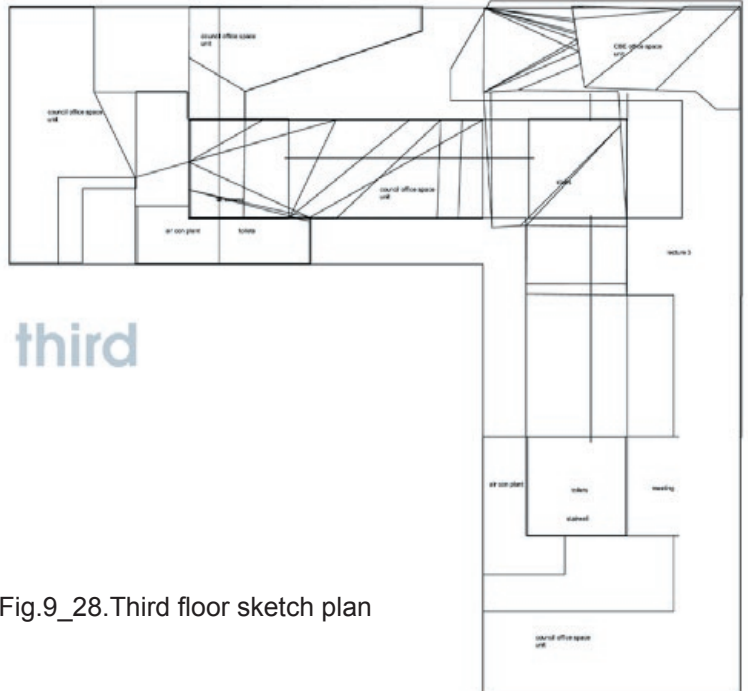 council office space
unit
CIBE office space
unit
council office space
unit
council office space
unit
stairs
air con plant
toilets
lecture 3
third
air con plant
toilets
meeting
stairwell
Fig.9_28.Third floor sketch plan
council office space
unit